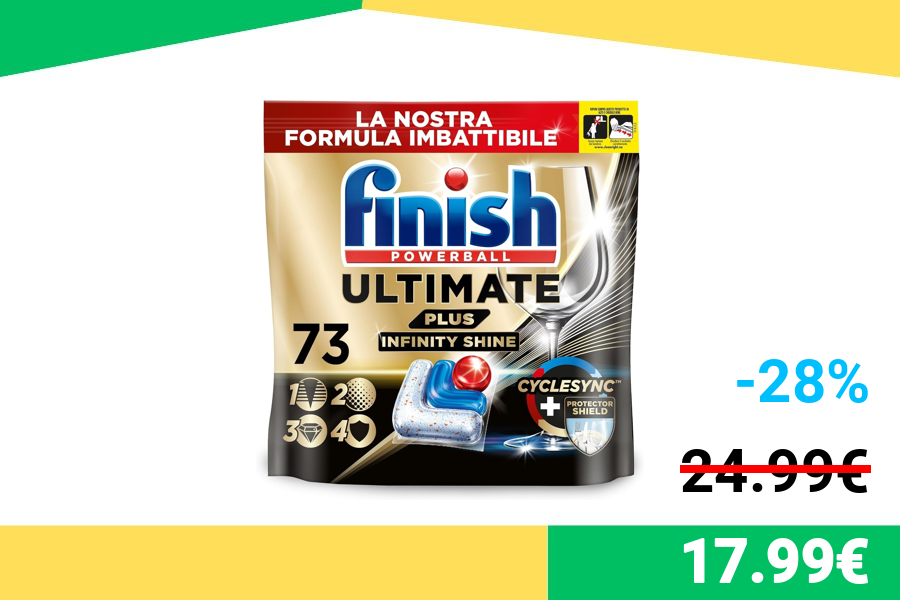 LA NOSTRA
FORMULA IMBATTIBILE
finish
POWERBALL
ULTIMATE
PLUS
INFINITY SHINE
73
1 2
3 4
CYCLESYNC™
+
PROTECTOR
SHIELD
-28%
24.99€
17.99€